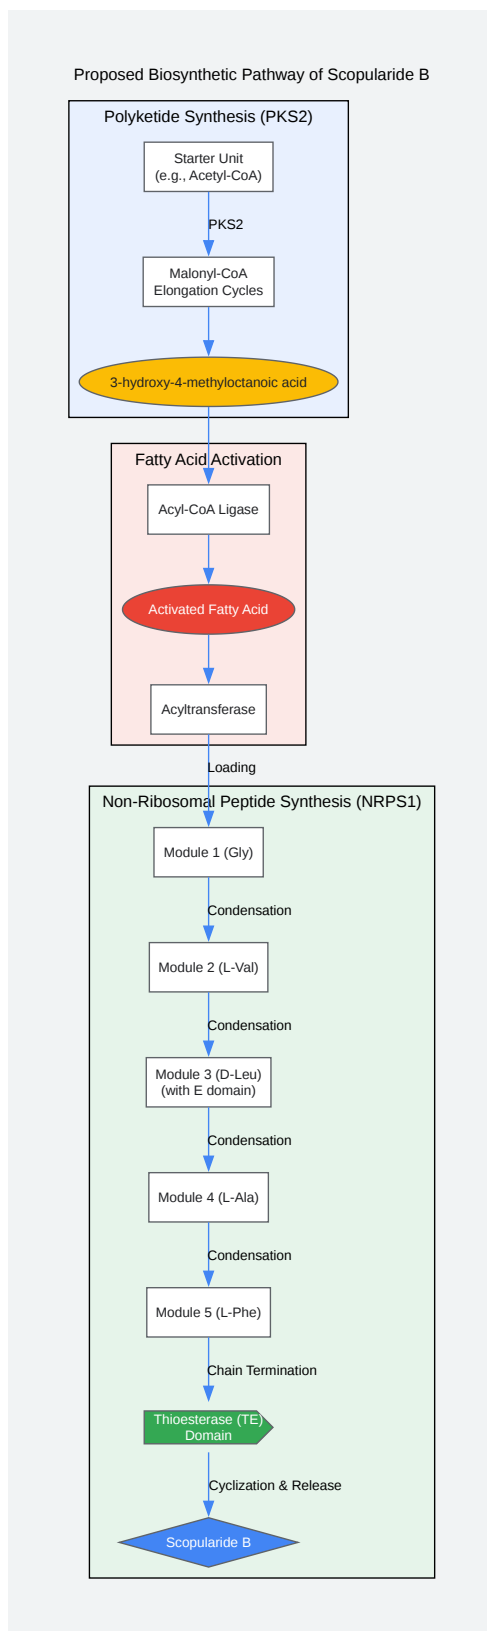 Proposed Biosynthetic Pathway of Scopularide B
Polyketide Synthesis (PKS2)
Starter Unit
(e.g., Acetyl-CoA)
PKS2
Malonyl-CoA
Elongation Cycles
3-hydroxy-4-methyloctanoic acid
Fatty Acid Activation
Acyl-CoA Ligase
Activated Fatty Acid
Acyltransferase
Loading
Non-Ribosomal Peptide Synthesis (NRPS1)
Module 1 (Gly)
Condensation
Module 2 (L-Val)
Condensation
Module 3 (D-Leu)
(with E domain)
Condensation
Module 4 (L-Ala)
Condensation
Module 5 (L-Phe)
Chain Termination
Thioesterase (TE)
Domain
Cyclization & Release
Scopularide B